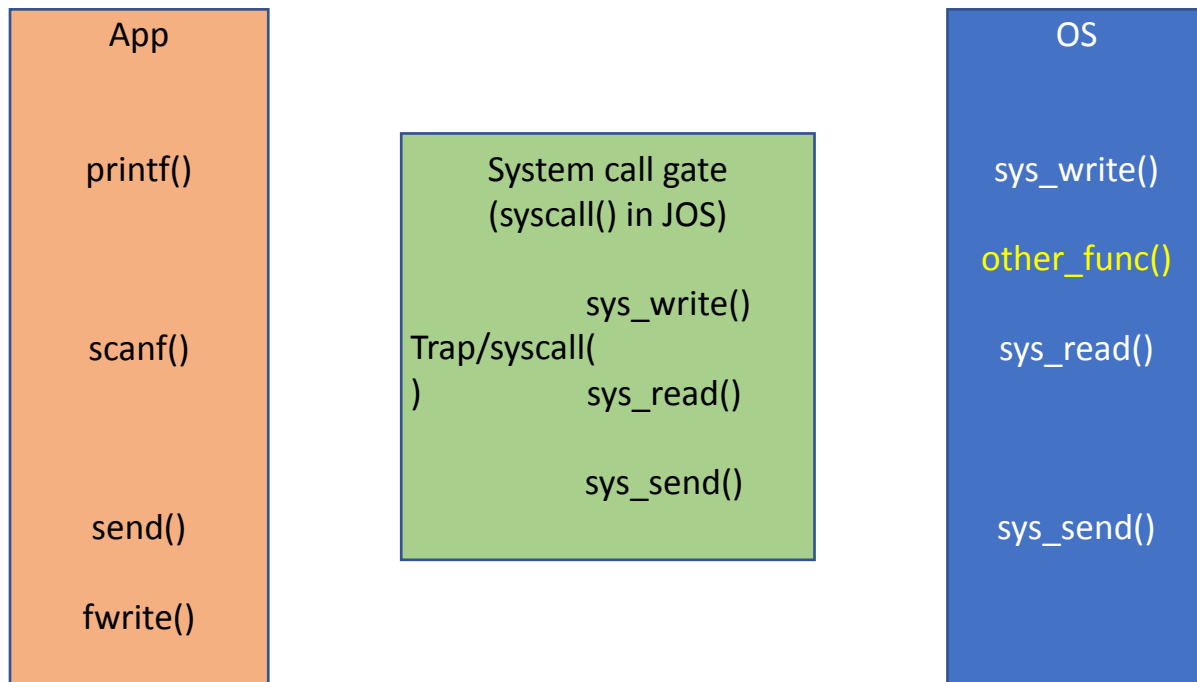 App
printf()
scanf()
send()
fwrite()
System call gate
(syscall() in JOS)
sys_write()
Trap/syscall(
) sys_read()
sys_send()
OS
sys_write()
other_func()
sys_read()
sys_send()